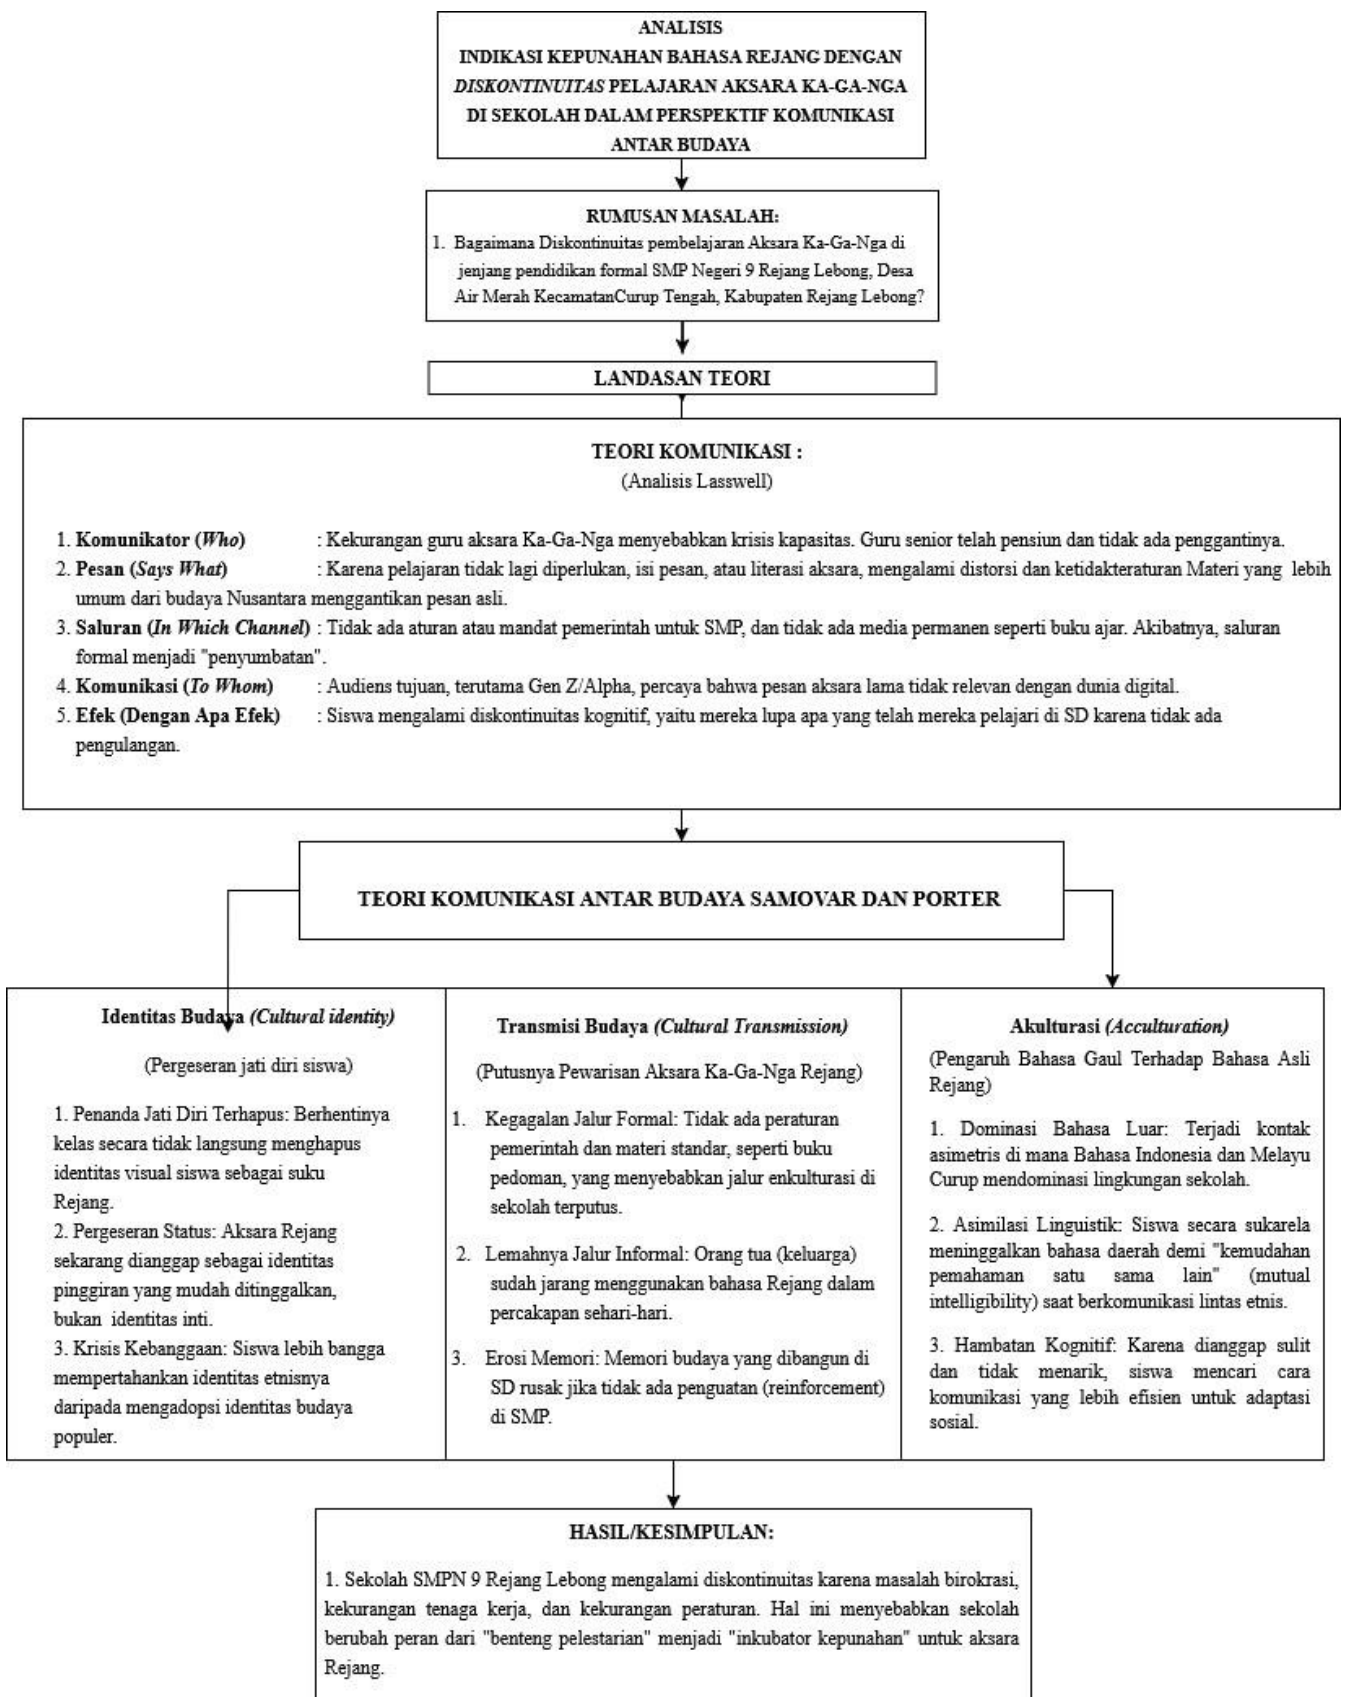 ANALISIS
INDIKASI KEPUNAHAN BAHASA REJANG DENGAN
DISKONTINUITAS PELAJARAN AKSARA KA-GA-NGA
DI SEKOLAH DALAM PERSPEKTIF KOMUNIKASI
ANTAR BUDAYA
RUMUSAN MASALAH:
1. Bagaimana Diskontinuitas pembelajaran Aksara Ka-Ga-Nga di
jenjang pendidikan formal SMP Negeri 9 Rejang Lebong, Desa
Air Merah KecamatanCurup Tengah, Kabupaten Rejang Lebong?
LANDASAN TEORI
TEORI KOMUNIKASI :
(Analisis Lasswell)
1. Komunikator (Who) : Kekurangan guru aksara Ka-Ga-Nga menyebabkan krisis kapasitas. Guru senior telah pensiun dan tidak ada penggantinya.
2. Pesan (Says What) : Karena pelajaran tidak lagi diperlukan, isi pesan, atau literasi aksara, mengalami distorsi dan ketidakteraturan Materi yang lebih
umum dari budaya Nusantara menggantikan pesan asli.
3. Saluran (In Which Channel) : Tidak ada aturan atau mandat pemerintah untuk SMP, dan tidak ada media permanen seperti buku ajar. Akibatnya, saluran
formal menjadi "penyumbatan".
4. Komunikasi (To Whom) : Audiens tujuan, terutama Gen Z/Alpha, percaya bahwa pesan aksara lama tidak relevan dengan dunia digital.
5. Efek (Dengan Apa Efek) : Siswa mengalami diskontinuitas kognitif, yaitu mereka lupa apa yang telah mereka pelajari di SD karena tidak ada
pengulangan.
TEORI KOMUNIKASI ANTAR BUDAYA SAMOVAR DAN PORTER
Identitas Budaya (Cultural identity)
(Pergeseran jati diri siswa)
1. Penanda Jati Diri Terhapus: Berhentinya
kelas secara tidak langsung menghapus
identitas visual siswa sebagai suku
Rejang.
2. Pergeseran Status: Aksara Rejang
sekarang dianggap sebagai identitas
pinggiran yang mudah ditinggalkan,
bukan identitas inti.
3. Krisis Kebanggaan: Siswa lebih bangga
mempertahankan identitas etnisnya
daripada mengadopsi identitas budaya
populer.
Transmisi Budaya (Cultural Transmission)
(Putusnya Pewarisan Aksara Ka-Ga-Nga Rejang)
1. Kegagalan Jalur Formal: Tidak ada peraturan
pemerintah dan materi standar, seperti buku
pedoman, yang menyebabkan jalur enkulturasi di
sekolah terputus.
2. Lemahnya Jalur Informal: Orang tua (keluarga)
sudah jarang menggunakan bahasa Rejang dalam
percakapan sehari-hari.
3. Erosi Memori: Memori budaya yang dibangun di
SD rusak jika tidak ada penguatan (reinforcement)
di SMP.
Akulturasi (Acculturation)
(Pengaruh Bahasa Gaul Terhadap Bahasa Asli
Rejang)
1. Dominasi Bahasa Luar: Terjadi kontak
asimetris di mana Bahasa Indonesia dan Melayu
Curup mendominasi lingkungan sekolah.
2. Asimilasi Linguistik: Siswa secara sukarela
meninggalkan bahasa daerah demi "kemudahan
pemahaman satu sama lain" (mutual
intelligibility) saat berkomunikasi lintas etnis.
3. Hambatan Kognitif: Karena dianggap sulit
dan tidak menarik, siswa mencari cara
komunikasi yang lebih efisien untuk adaptasi
sosial.
HASIL/KESIMPULAN:
1. Sekolah SMPN 9 Rejang Lebong mengalami diskontinuitas karena masalah birokrasi,
kekurangan tenaga kerja, dan kekurangan peraturan. Hal ini menyebabkan sekolah
berubah peran dari "benteng pelestarian" menjadi "inkubator kepunahan" untuk aksara
Rejang.